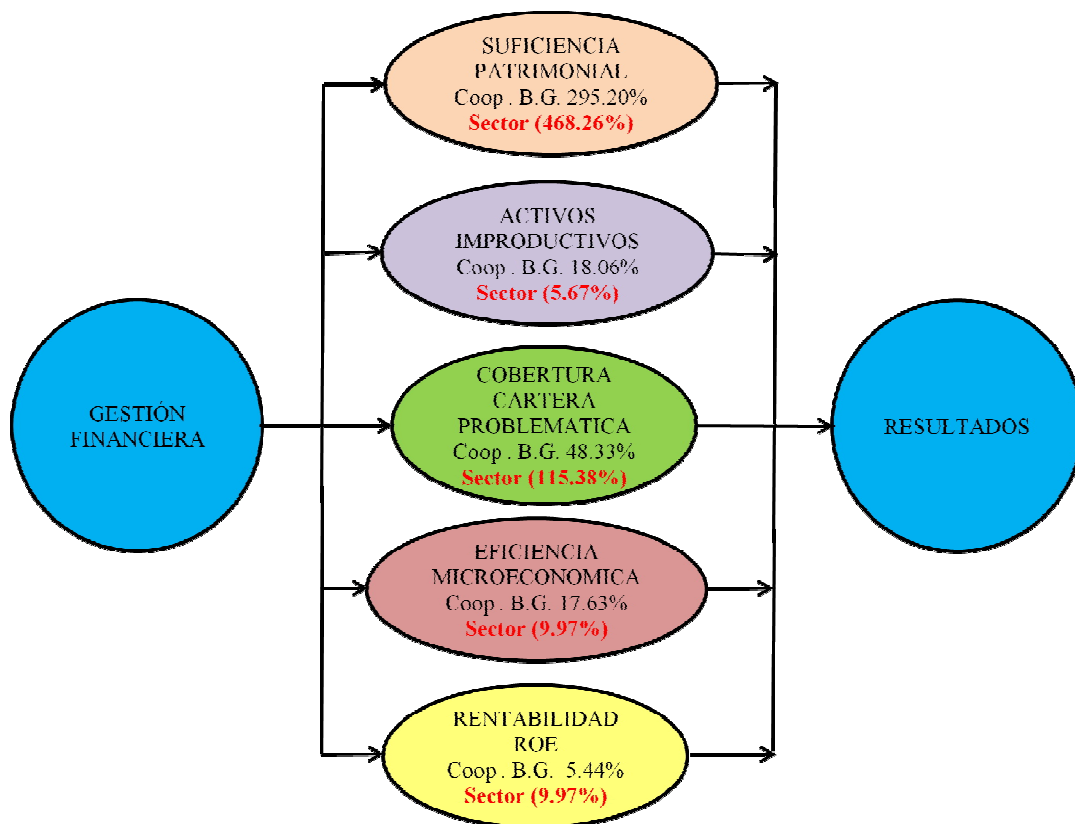 SUFICIENCIA
PATRIMONIAL
Coop . B.G. 295.20%
Sector (468.26%)
ACTIVOS
IMPRODUCTIVOS
Coop . B.G. 18.06%
Sector (5.67%)
GESTIÓN
FINANCIERA
COBERTURA
CARTERA
PROBLEMATICA
Coop . B.G. 48.33%
Sector (115.38%)
RESULTADOS
EFICIENCIA
MICROECONOMICA
Coop . B.G. 17.63%
Sector (9.97%)
RENTABILIDAD
ROE
Coop . B.G.  5.44%
Sector (9.97%)